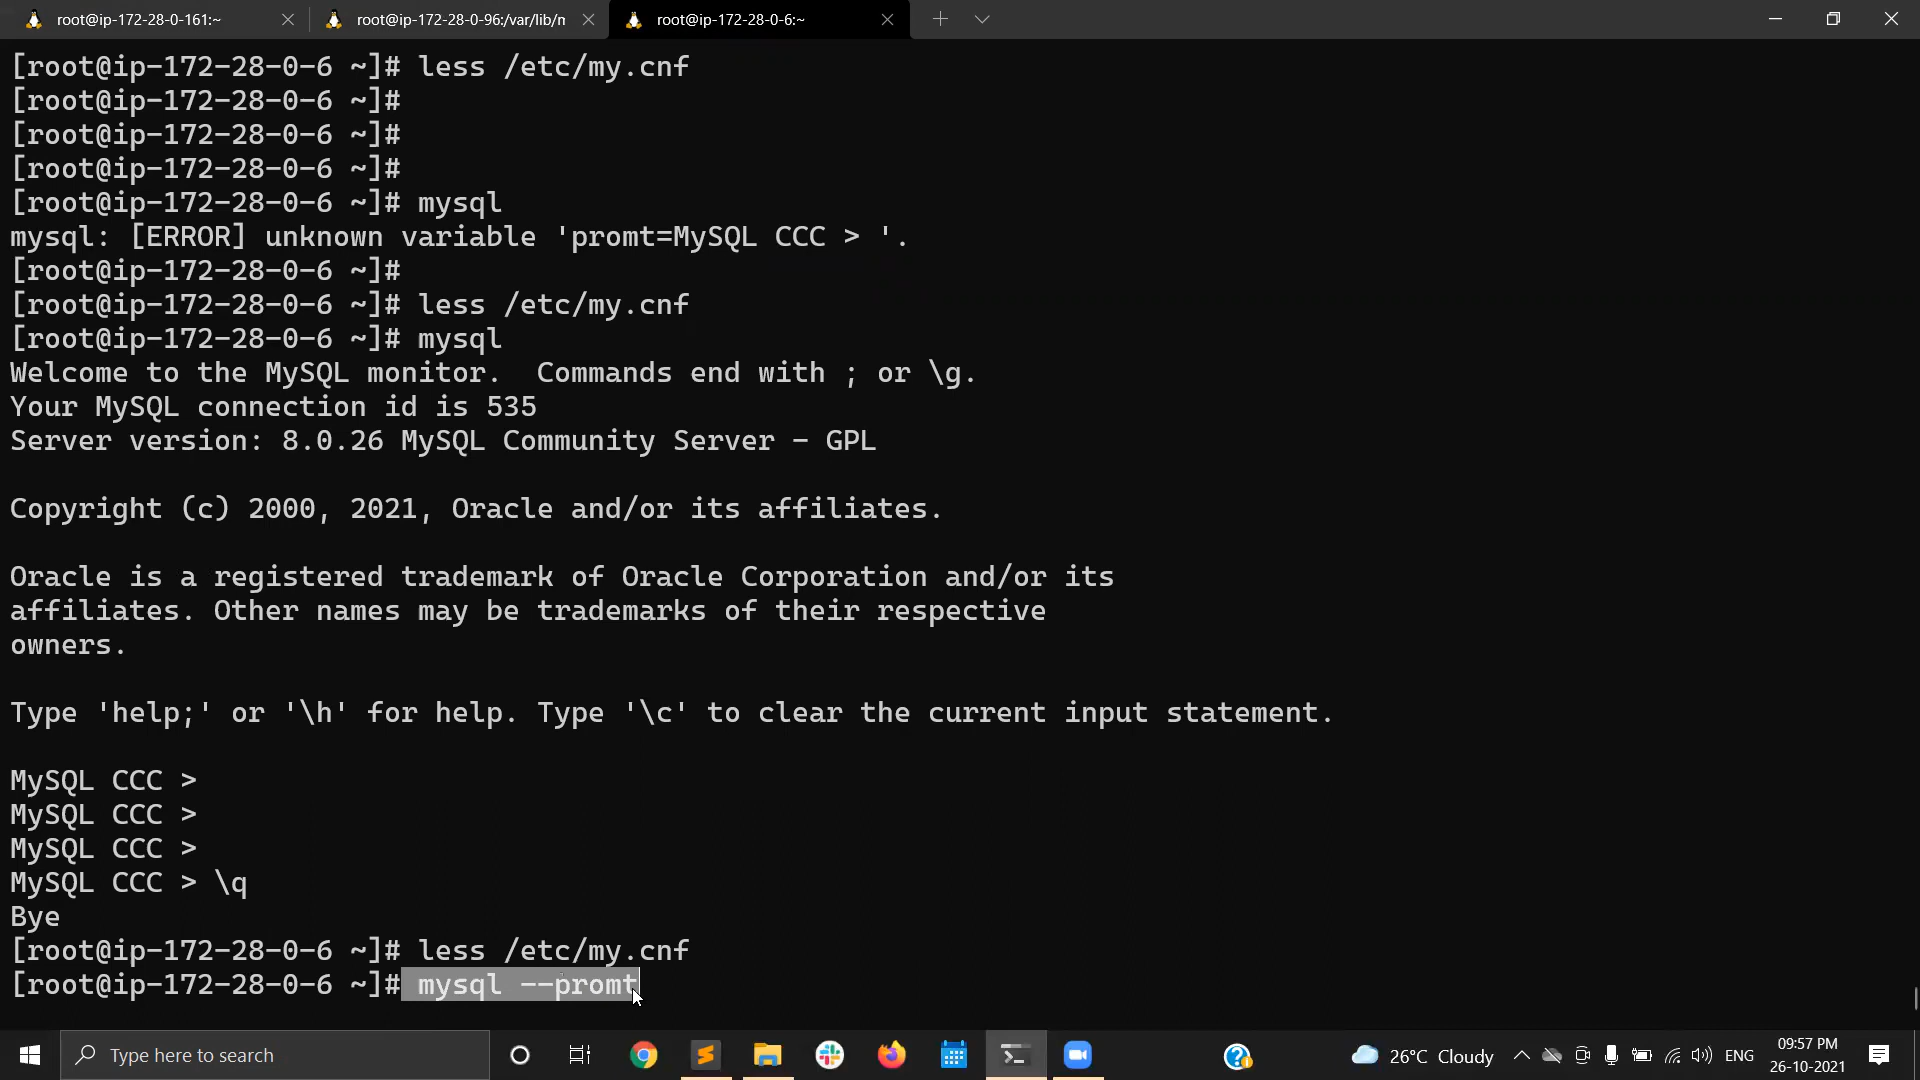 root@ip-172-28-0-161:~
root@ip-172-28-0-96:/var/lib/n
root@ip-172-28-0-6:~
[root@ip-172-28-0-6 ~]# less /etc/my.cnf
[root@ip-172-28-0-6 ~]#
[root@ip-172-28-0-6 ~]#
[root@ip-172-28-0-6 ~]#
[root@ip-172-28-0-6 ~]# mysql
mysql: [ERROR] unknown variable 'promt=MySQL CCC > '.
[root@ip-172-28-0-6 ~]#
[root@ip-172-28-0-6 ~]# less /etc/my.cnf
[root@ip-172-28-0-6 ~]# mysql
Welcome to the MySQL monitor.  Commands end with ; or \g.
Your MySQL connection id is 535
Server version: 8.0.26 MySQL Community Server - GPL
Copyright (c) 2000, 2021, Oracle and/or its affiliates.
Oracle is a registered trademark of Oracle Corporation and/or its
affiliates. Other names may be trademarks of their respective
owners.
Type 'help;' or '\h' for help. Type '\c' to clear the current input statement.
MySQL CCC >
MySQL CCC >
MySQL CCC >
MySQL CCC > \q
Bye
[root@ip-172-28-0-6 ~]# less /etc/my.cnf
[root@ip-172-28-0-6 ~]# mysql --promt
Type here to search
26°C Cloudy
ENG
09:57 PM
26-10-2021